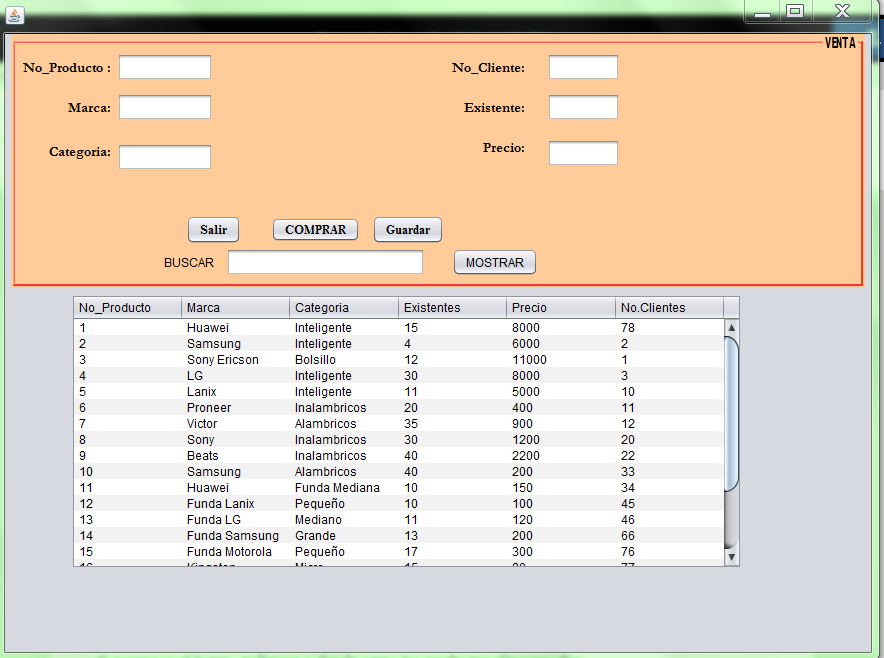 VENTA
No_Producto : No_Cliente:
Marca: Existente:
Categoria: Precio:
Salir COMPRAR Guardar
BUSCAR MOSTRAR
No_Producto Marca Categoria Existentes Precio No.Clientes
1 Huawei Inteligente 15 8000 78
2 Samsung Inteligente 4 6000 2
3 Sony Ericson Bolsillo 12 11000 1
4 LG Inteligente 30 8000 3
5 Lanix Inteligente 11 5000 10
6 Proneer Inalambricos 20 400 11
7 Victor Alambricos 35 900 12
8 Sony Inalambricos 30 1200 20
9 Beats Inalambricos 40 2200 22
10 Samsung Alambricos 40 200 33
11 Huawei Funda Mediana 10 150 34
12 Funda Lanix Pequeño 10 100 45
13 Funda LG Mediano 11 120 46
14 Funda Samsung Grande 13 200 66
15 Funda Motorola Pequeño 17 300 76